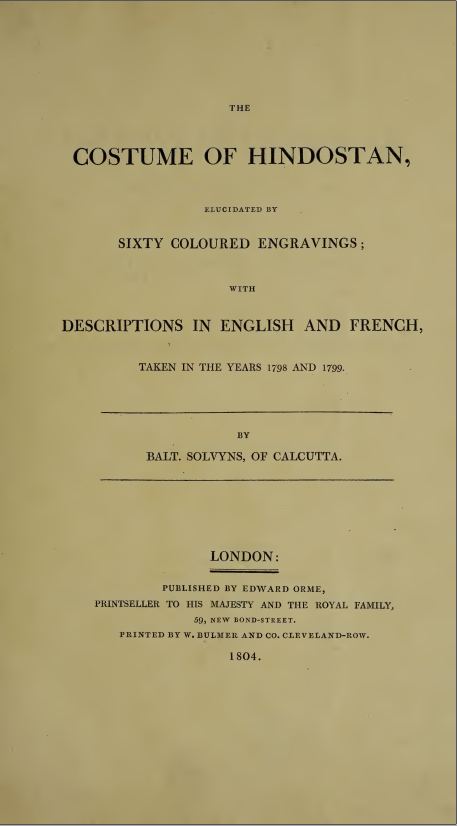 THE
COSTUME OF HINDOSTAN,
ELUCIDATED BY
SIXTY COLOURED ENGRAVINGS;
WITH
DESCRIPTIONS IN ENGLISH AND FRENCH,
TAKEN IN THE YEARS 1798 AND 1799.
BY
BALT. SOLVYNS, OF CALCUTTA.
LONDON:
PUBLISHED BY EDWARD ORME,
PRINTSELLER TO HIS MAJESTY AND THE ROYAL FAMILY,
59, NEW BOND-STREET.
PRINTED BY W. BULMER AND CO. CLEVELAND-ROW.
1804.